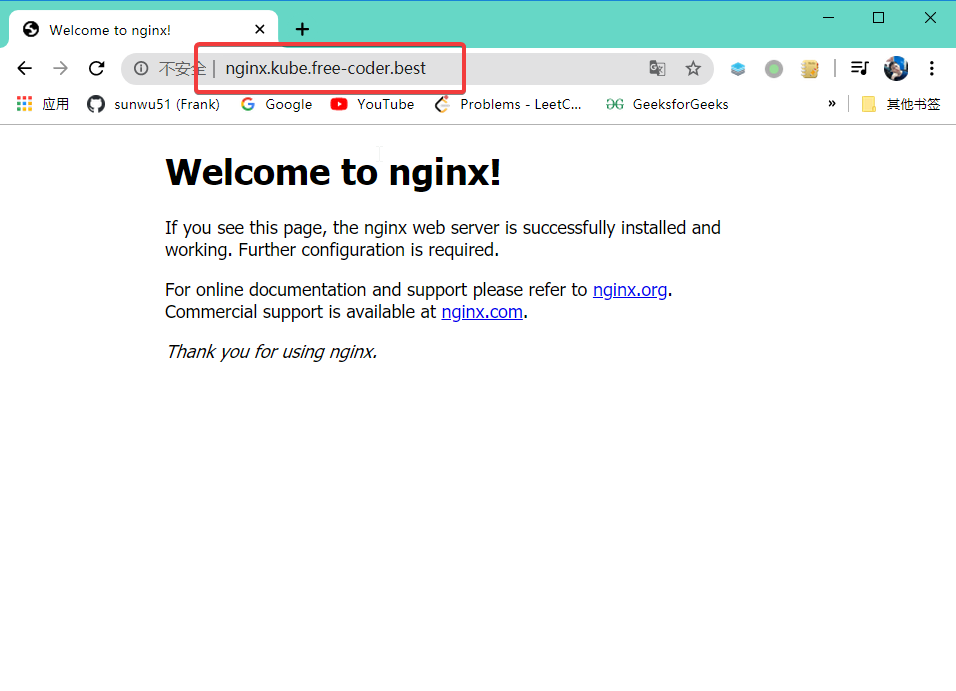 Welcome to nginx!
不安全 | nginx.kube.free-coder.best
应用 sunwu51 (Frank) Google YouTube Problems - LeetC... GeeksforGeeks » 其他书签
Welcome to nginx!
If you see this page, the nginx web server is successfully installed and
working. Further configuration is required.
For online documentation and support please refer to nginx.org.
Commercial support is available at nginx.com.
Thank you for using nginx.